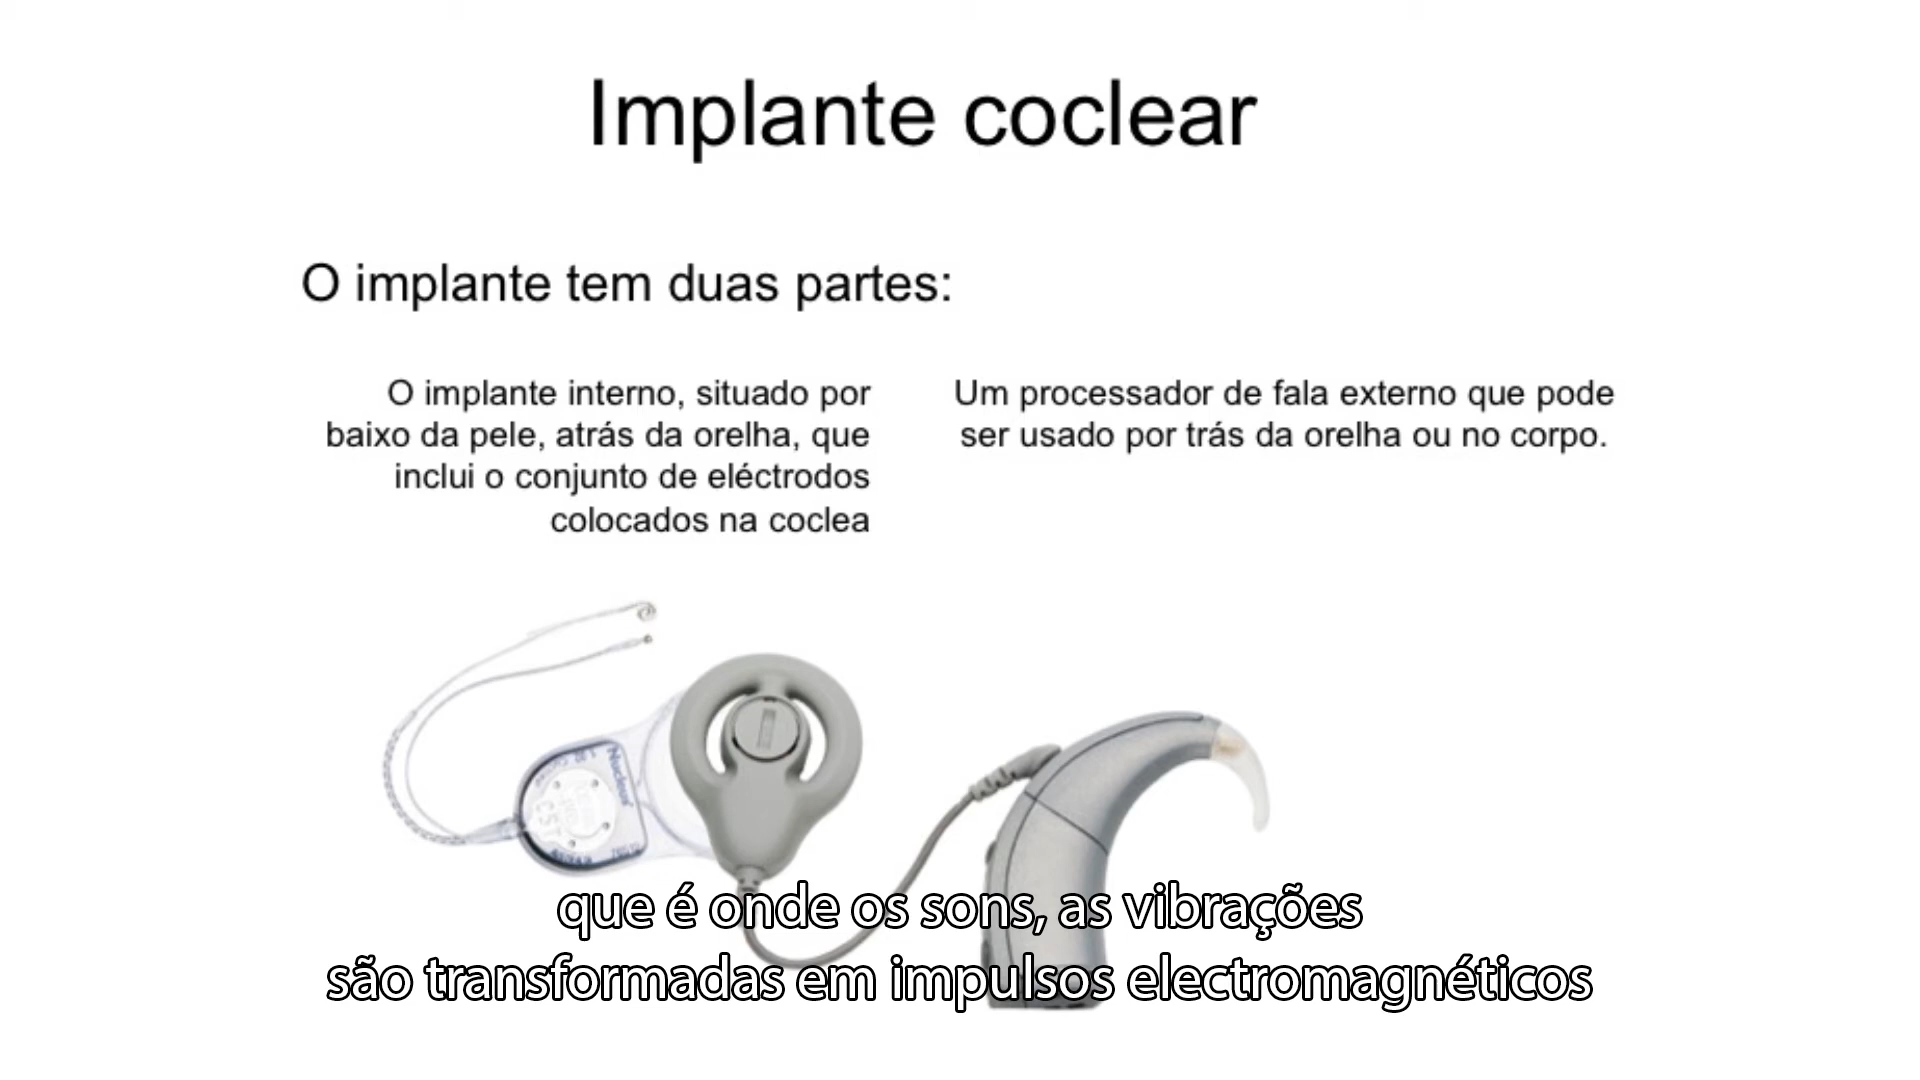 Implante coclear
O implante tem duas partes:
O implante interno, situado por
baixo da pele, atrás da orelha, que
inclui o conjunto de eléctrodos
colocados na coclea
Um processador de fala externo que pode
ser usado por trás da orelha ou no corpo.
Nucleus
que é onde os sons, as vibrações
são transformadas em impulsos electromagnéticos